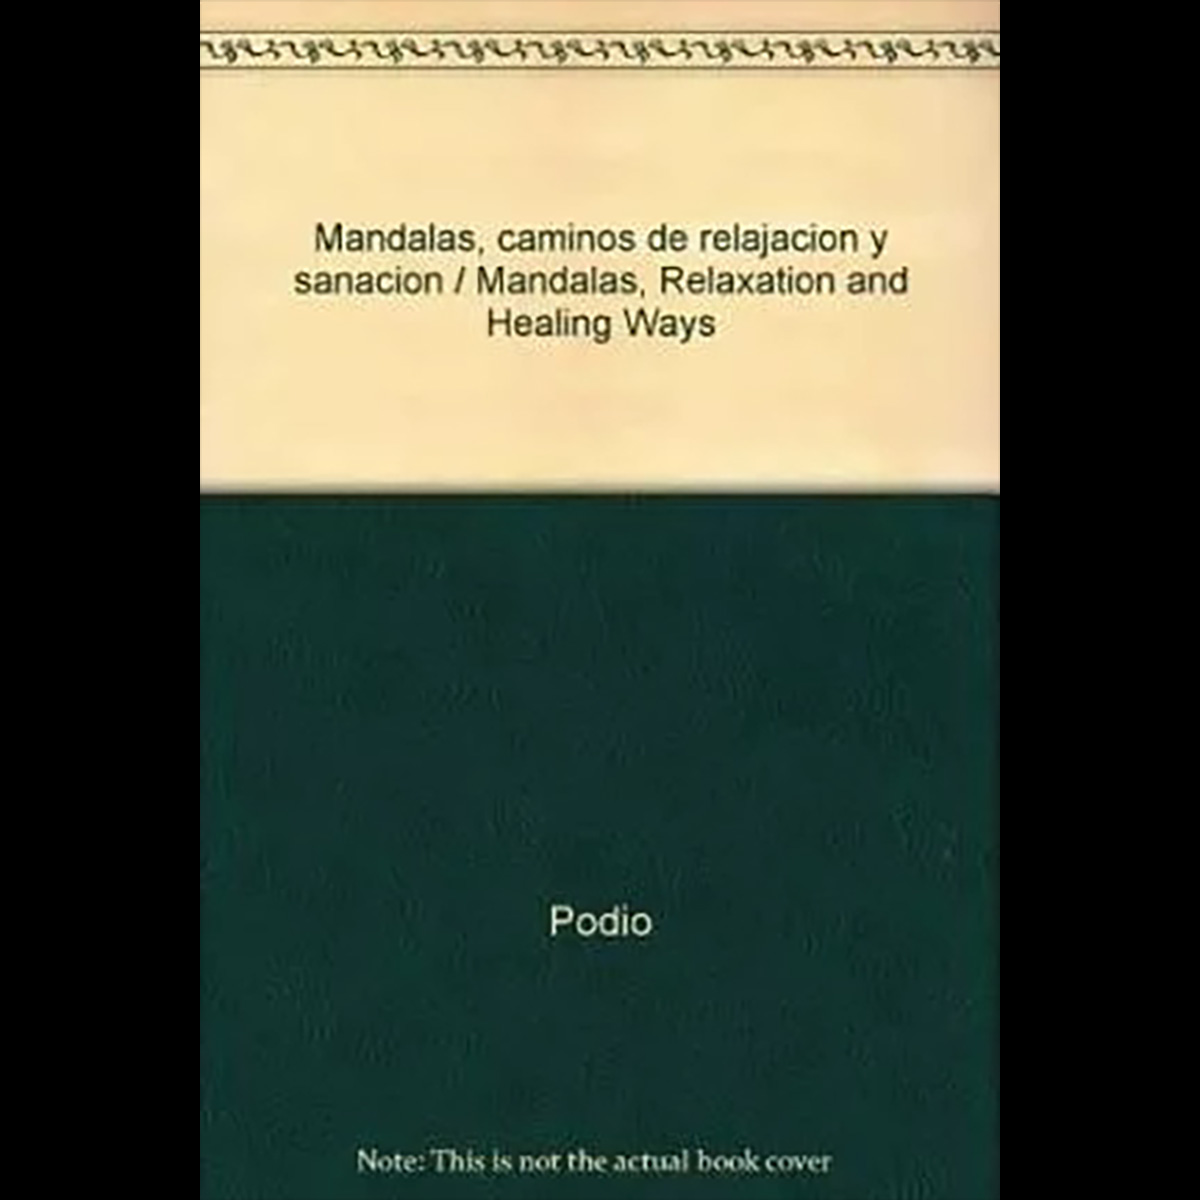 Mandalas, caminos de relajacion y
sanacion / Mandalas, Relaxation and
Healing Ways
Podio
Note: This is not the actual book cover